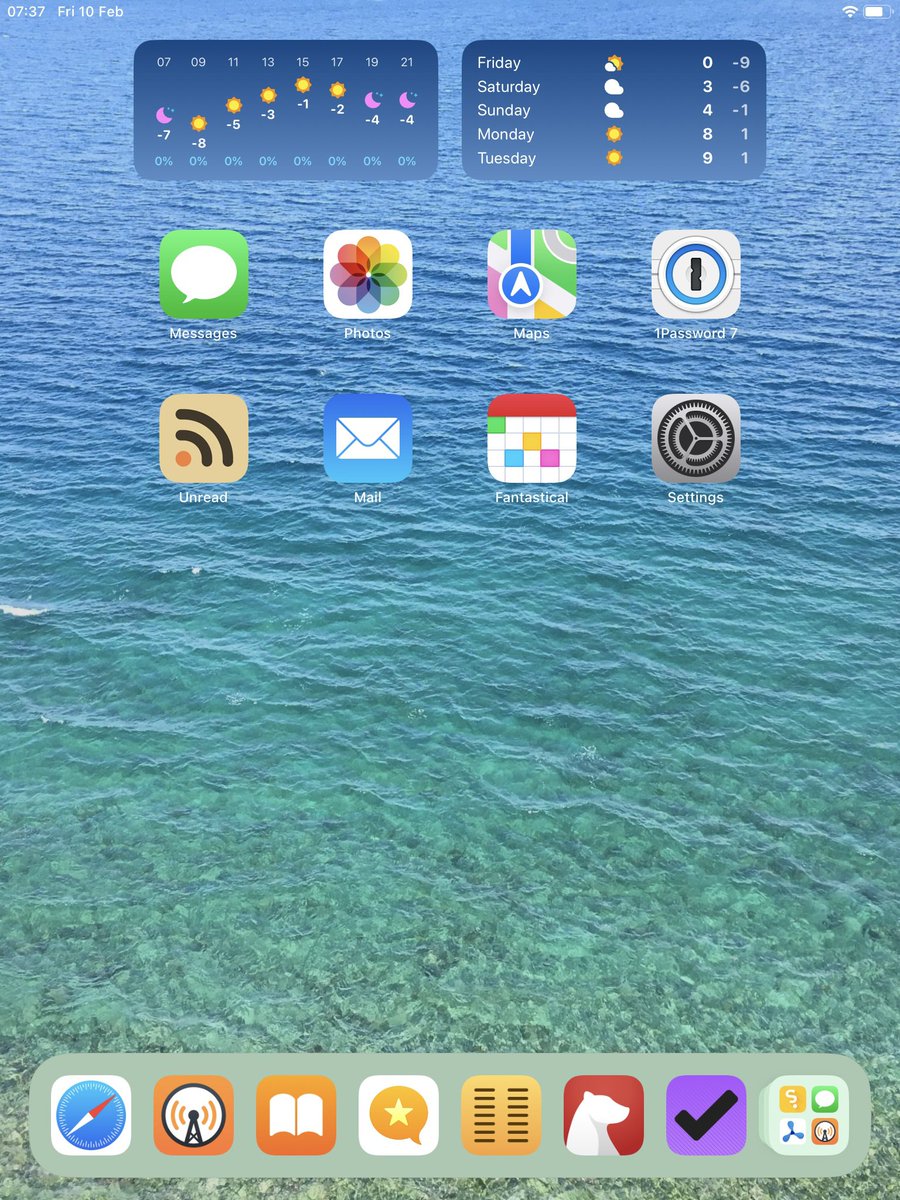 07:37 Fri 10 Feb
07 09 11 13 15 17 19 21
-7 -8 -5 -3 -1 -2 -4 -4
0% 0% 0% 0% 0% 0% 0% 0%
Friday 0 -9
Saturday 3 -6
Sunday 4 -1
Monday 8 1
Tuesday 9 1
Messages Photos Maps 1Password 7
Unread Mail Fantastical Settings